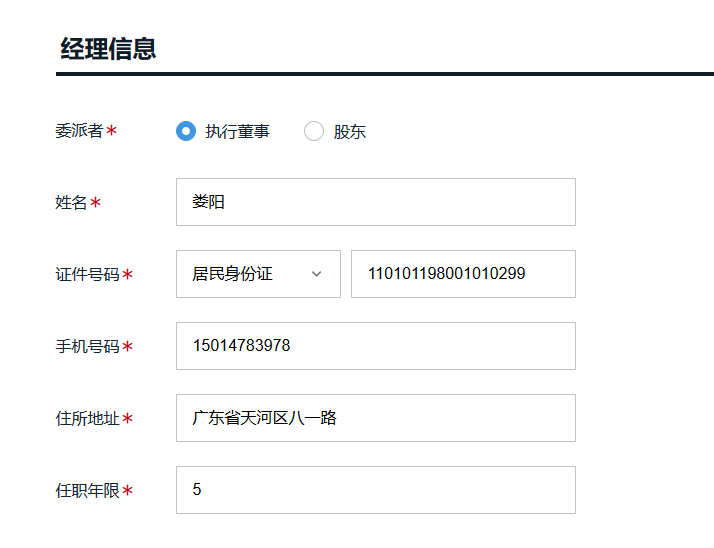 经理信息
委派者* 执行董事 股东
姓名* 娄阳
证件号码* 居民身份证 110101198001010299
手机号码* 15014783978
住所地址* 广东省天河区八一路
任职年限* 5